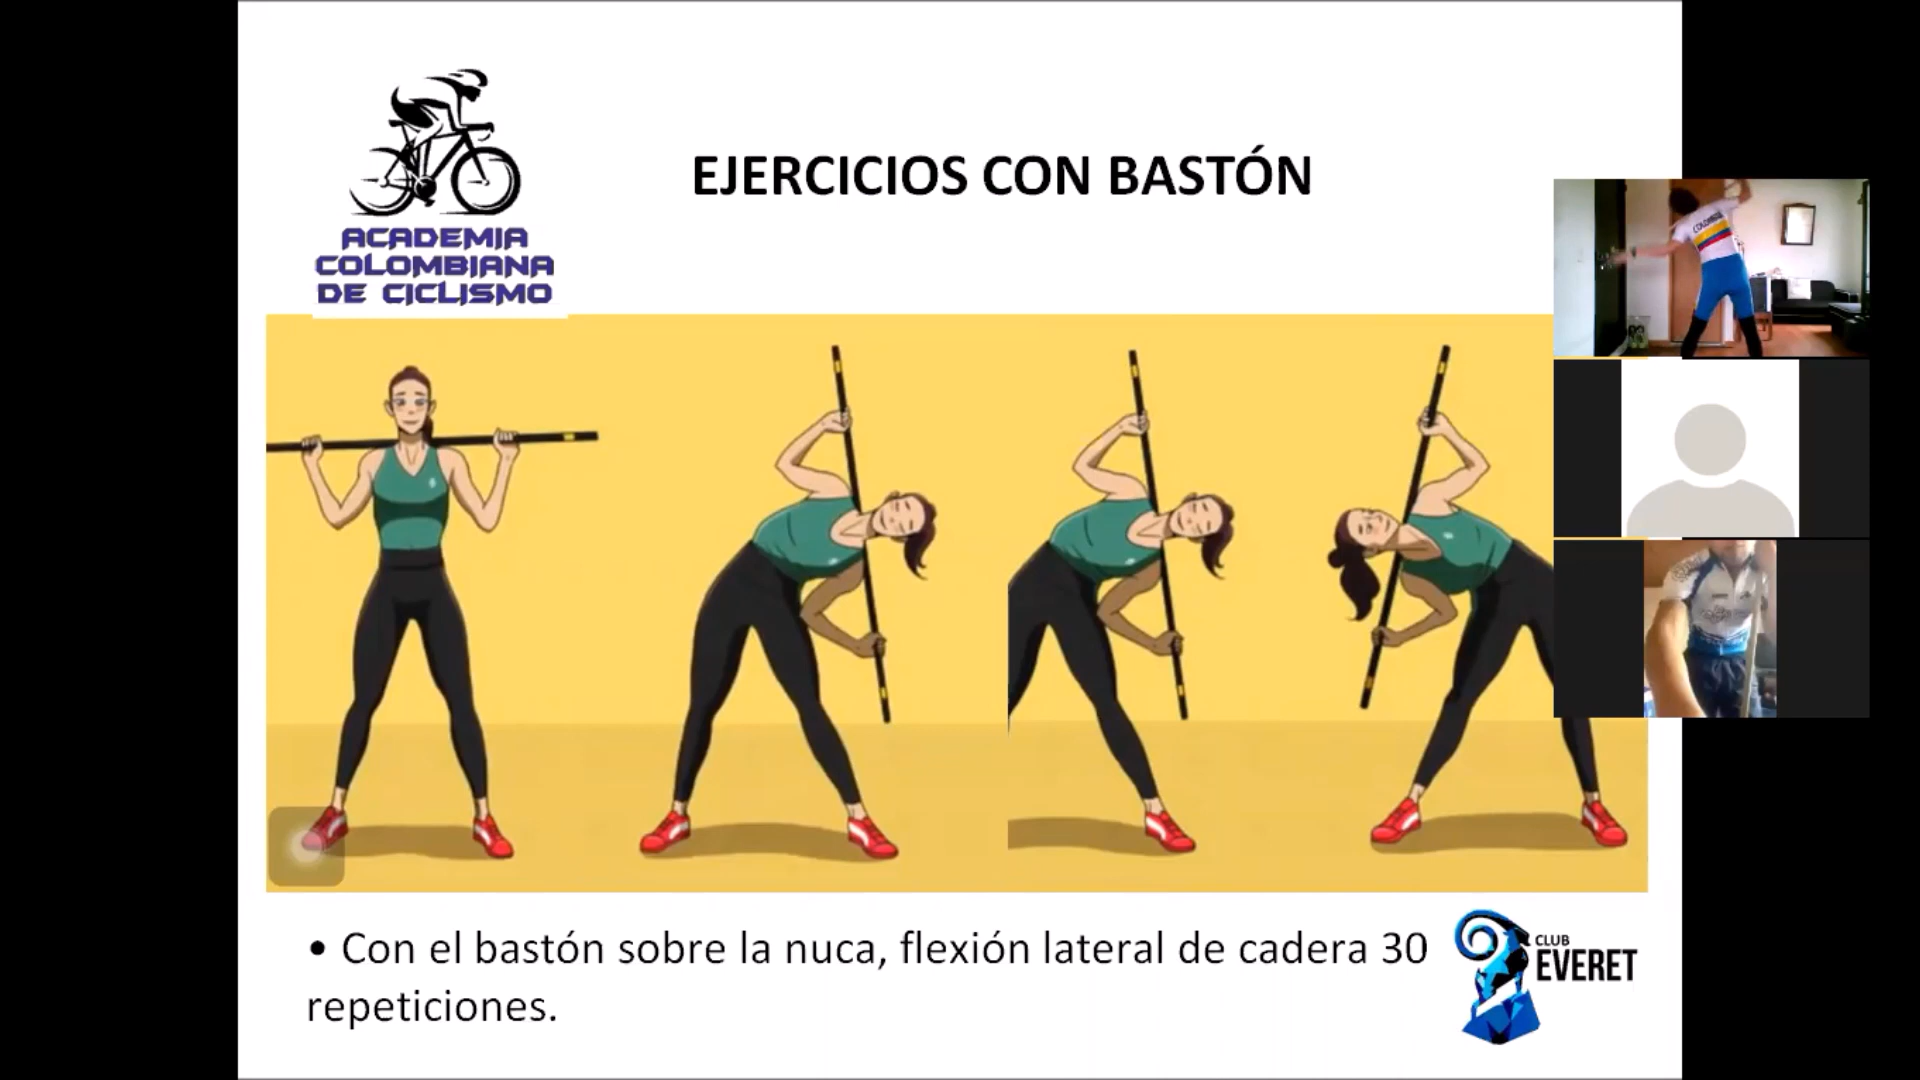 EJERCICIOS CON BASTÓN
ACADEMIA
COLOMBIANA
DE CICLISMO
COLOMBIA
• Con el bastón sobre la nuca, flexión lateral de cadera 30
repeticiones.
CLUB
EVERET